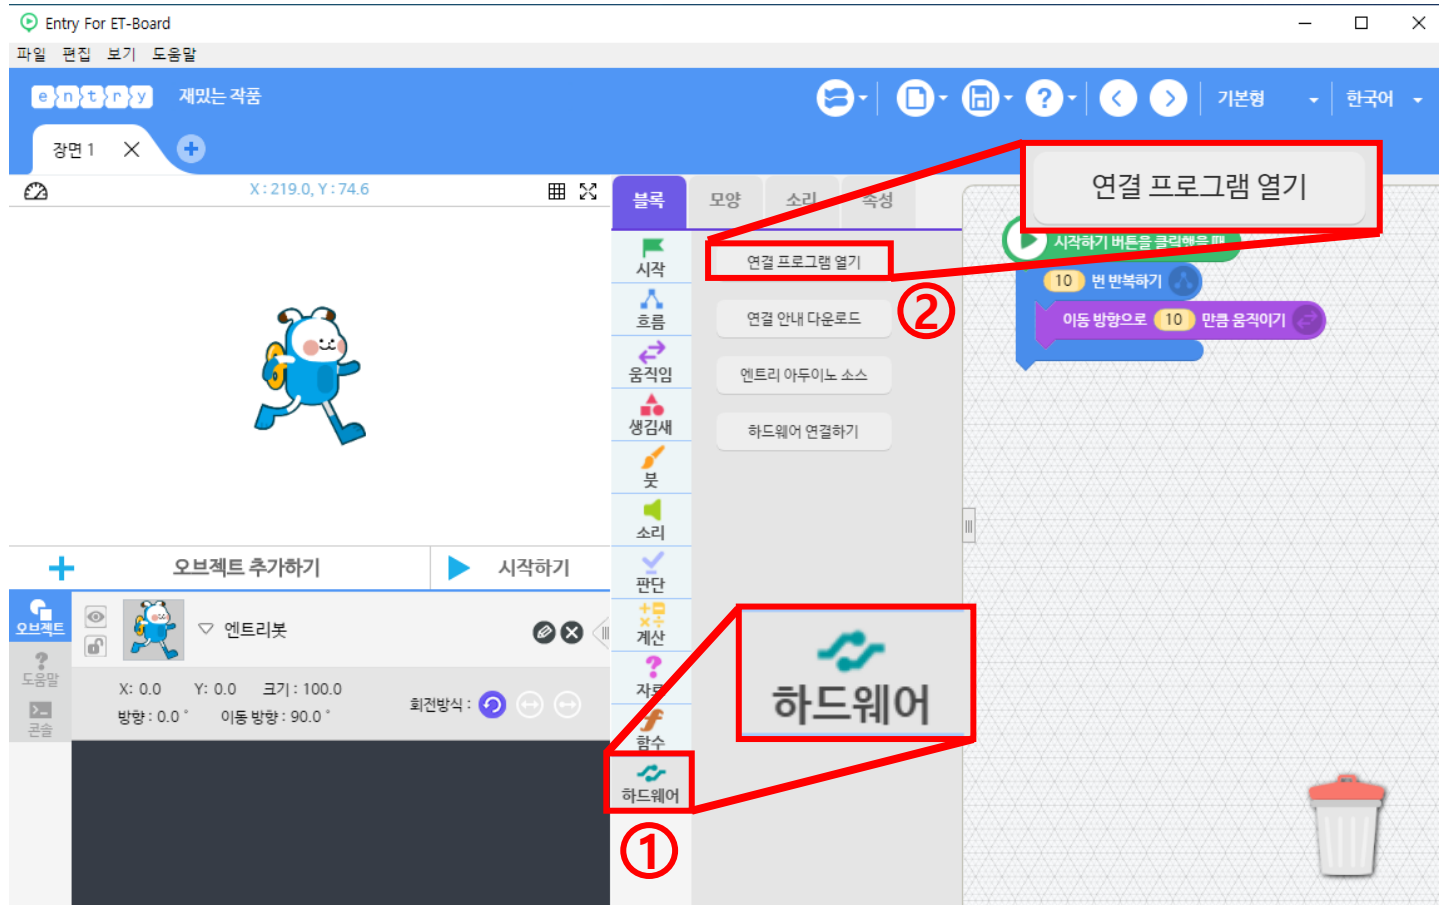 Entry For ET-Board
파일 편집 보기 도움말
entry 재밌는 작품
기본형 한국어
장면 1
X : 219.0, Y : 74.6
블록 모양 소리 속성
연결 프로그램 열기
시작하기 버튼을 클릭했을 때
10 번 반복하기
이동 방향으로 10 만큼 움직이기
시작
흐름
움직임
생김새
붓
소리
판단
계산
자료
함수
하드웨어
연결 프로그램 열기
연결 안내 다운로드
엔트리 아두이노 소스
하드웨어 연결하기
②
하드웨어
①
오브젝트 추가하기 시작하기
오브젝트
도움말
콘솔
엔트리봇
X: 0.0 Y: 0.0 크기 : 100.0
방향 : 0.0 ˚ 이동 방향 : 90.0 ˚
회전방식 :